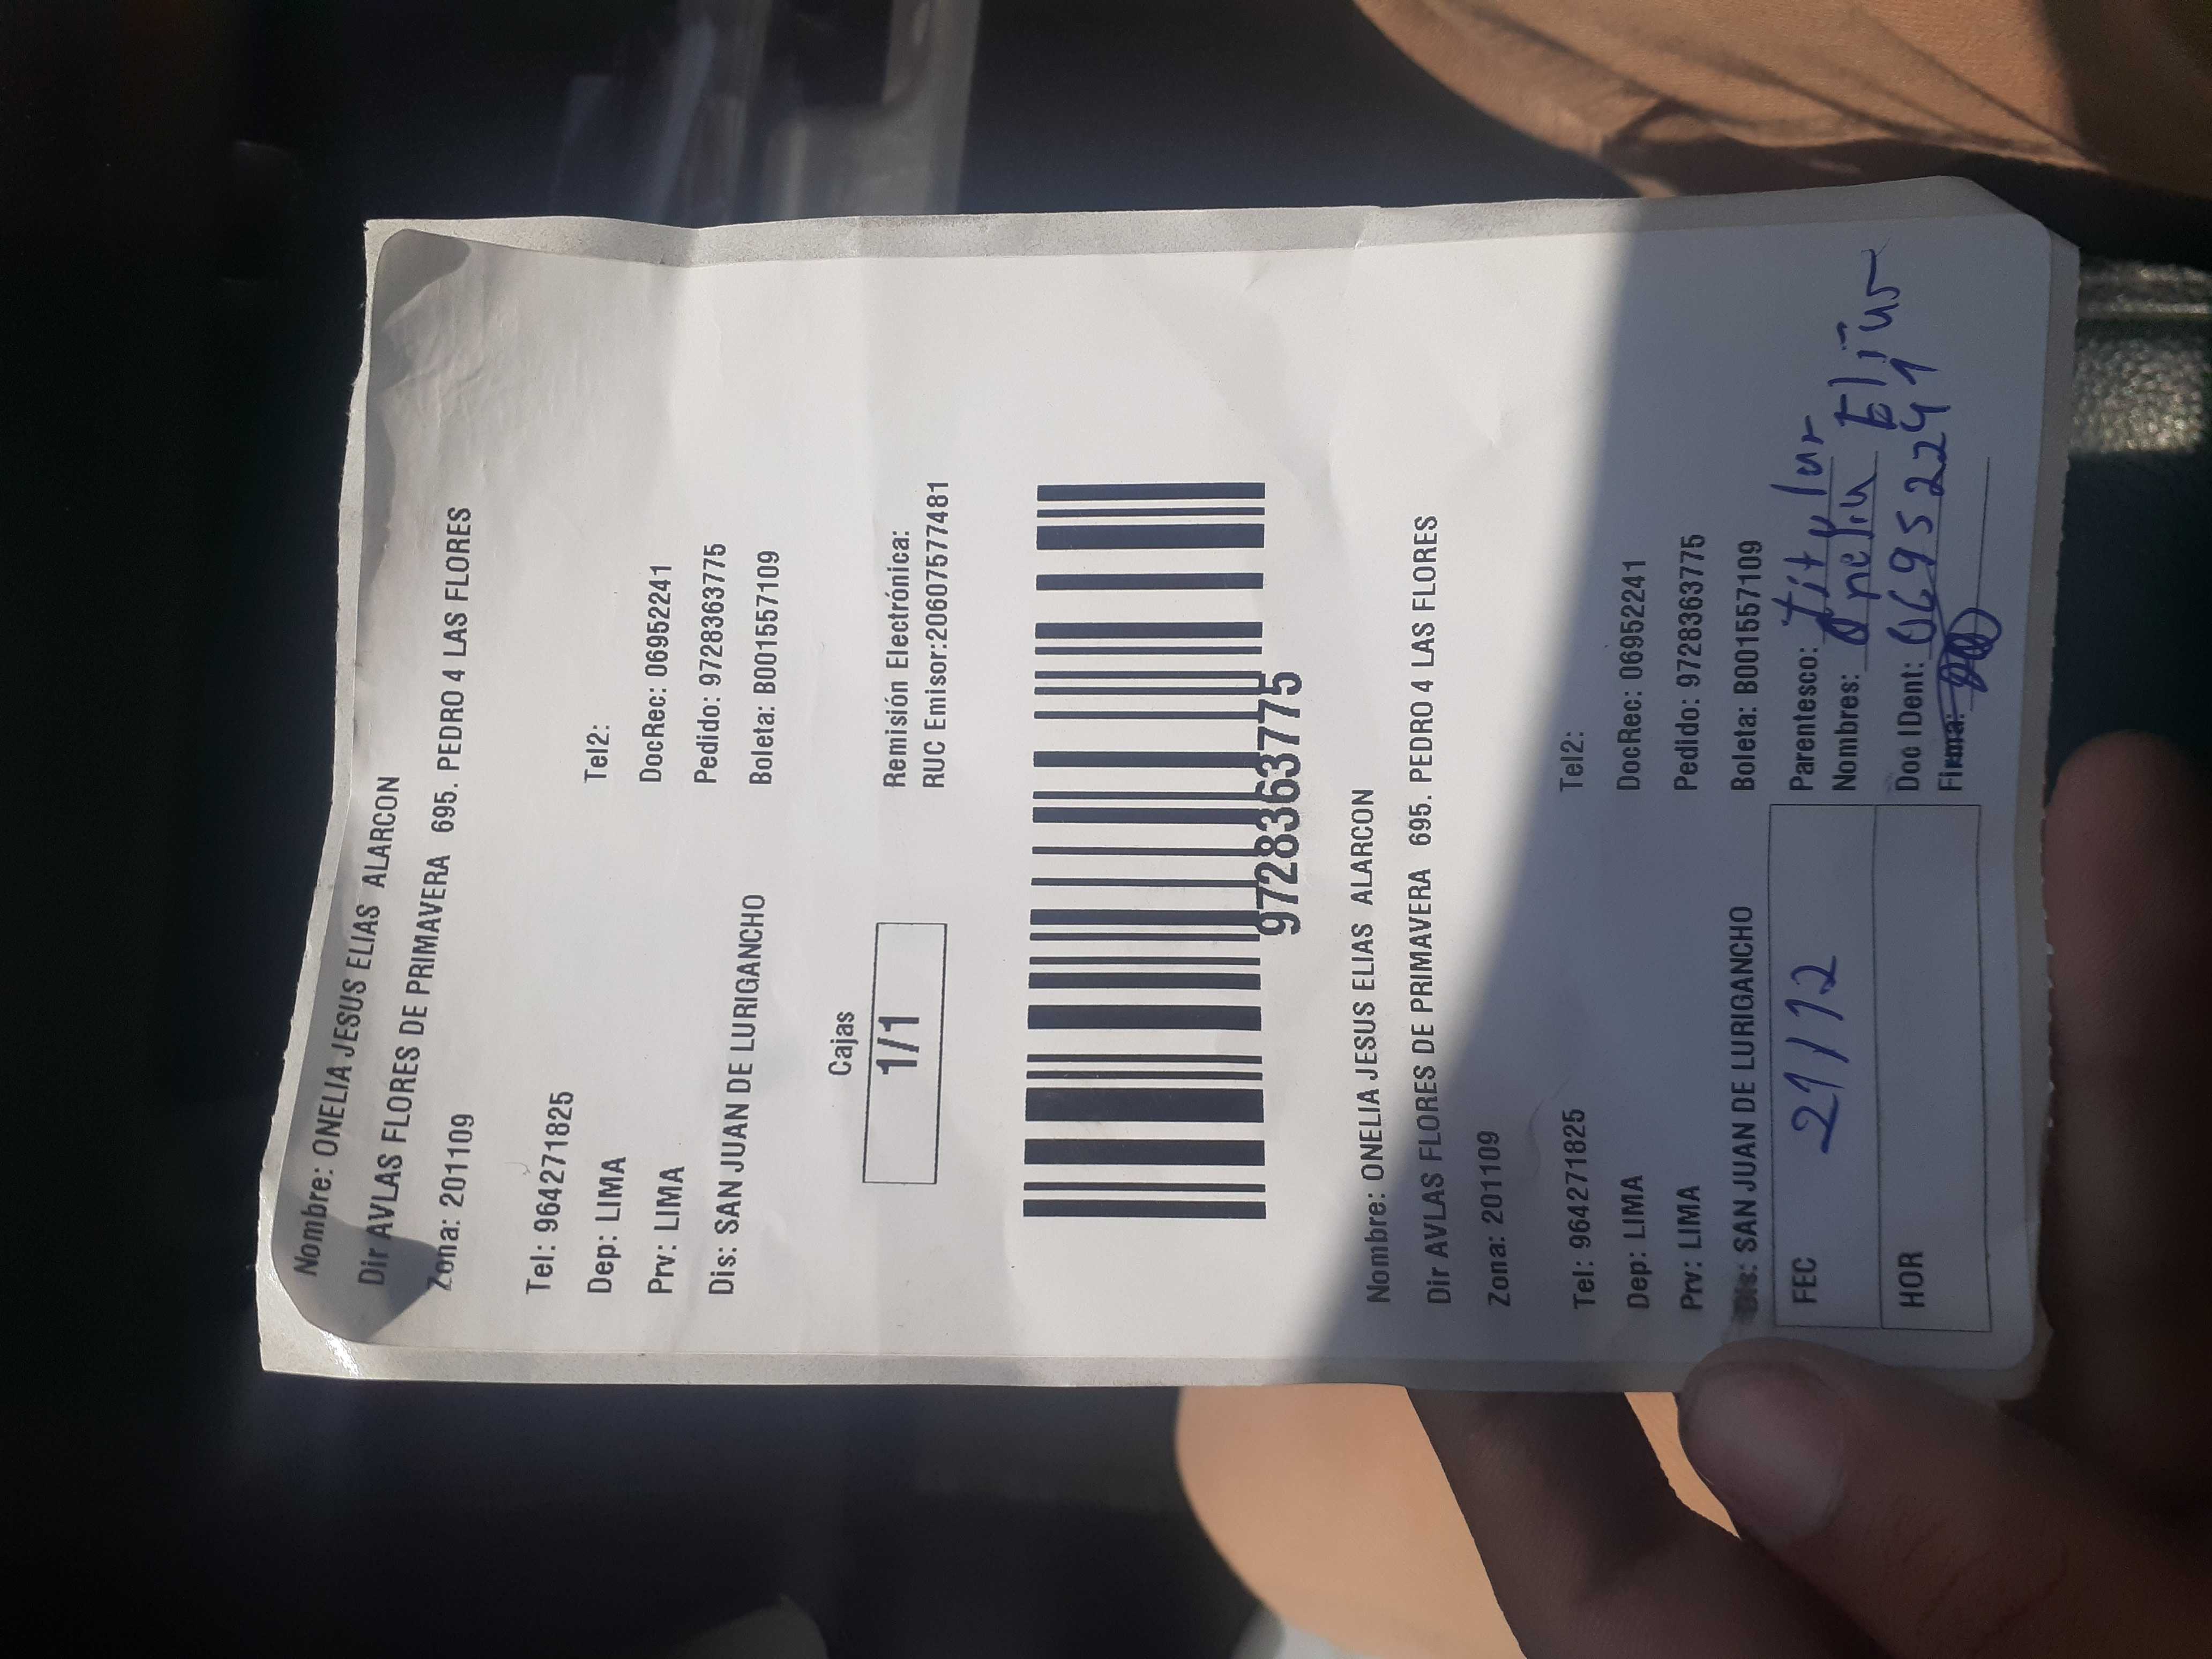 Nombre: ONELIA JESUS ELIAS ALARCON
Dir AVLAS FLORES DE PRIMAVERA 695. PEDRO 4 LAS FLORES
Zona: 201109
Tel: 964271825 Tel2:
Dep: LIMA DocRec: 06952241
Prv: LIMA Pedido: 9728363775
Dis: SAN JUAN DE LURIGANCHO Boleta: B001557109
Cajas
1/1
Remisión Electrónica:
RUC Emisor:20607577481
9728363775
Nombre: ONELIA JESUS ELIAS ALARCON
Dir AVLAS FLORES DE PRIMAVERA 695. PEDRO 4 LAS FLORES
Zona: 201109
Tel: 964271825 Tel2:
Dep: LIMA DocRec: 06952241
Prv: LIMA Pedido: 9728363775
Dis: SAN JUAN DE LURIGANCHO Boleta: B001557109
FEC 21/12
HOR
Parentesco: titular
Nombres: Onelia Elias
Doo IDent: 06952241
Firma: